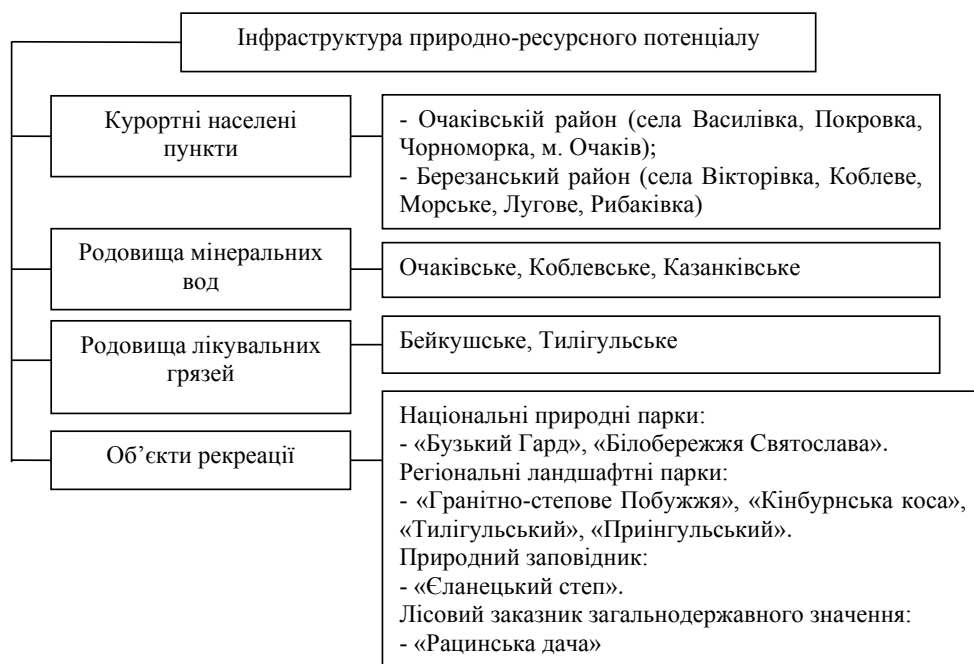 Інфраструктура природно-ресурсного потенціалу
Курортні населені
пункти
- Очаківській район (села Василівка, Покровка,
Чорноморка, м. Очаків);
- Березанський район (села Вікторівка, Коблеве,
Морське, Лугове, Рибаківка)
Родовища мінеральних
вод
Очаківське, Коблевське, Казанківське
Родовища лікувальних
грязей
Бейкушське, Тилігульське
Об’єкти рекреації
Національні природні парки:
- «Бузький Гард», «Білобережжя Святослава».
Регіональні ландшафтні парки:
- «Гранітно-степове Побужжя», «Кінбурнська коса»,
«Тилігульський», «Приінгульський».
Природний заповідник:
- «Єланецький степ».
Лісовий заказник загальнодержавного значення:
- «Рацинська дача»